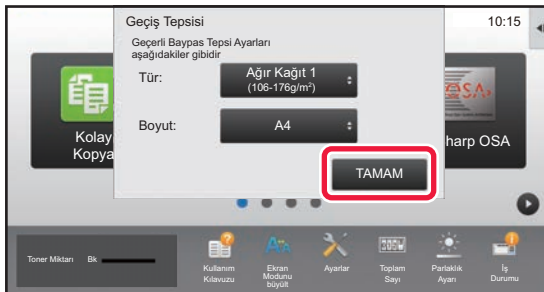 Geçiş Tepsisi
10:15
Geçerli Baypas Tepsi Ayarları
aşağıdakiler gibidir
Tür:
Ağır Kağıt 1
(106-176g/m²)
Boyut:
A4
TAMAM
Kolay
Kopya
harp OSA
Toner Miktarı
Bk
Kullanım
Kılavuzu
Ekran
Modunu
büyült
Ayarlar
Toplam
Sayı
Parlaklık
Ayarı
İş
Durumu